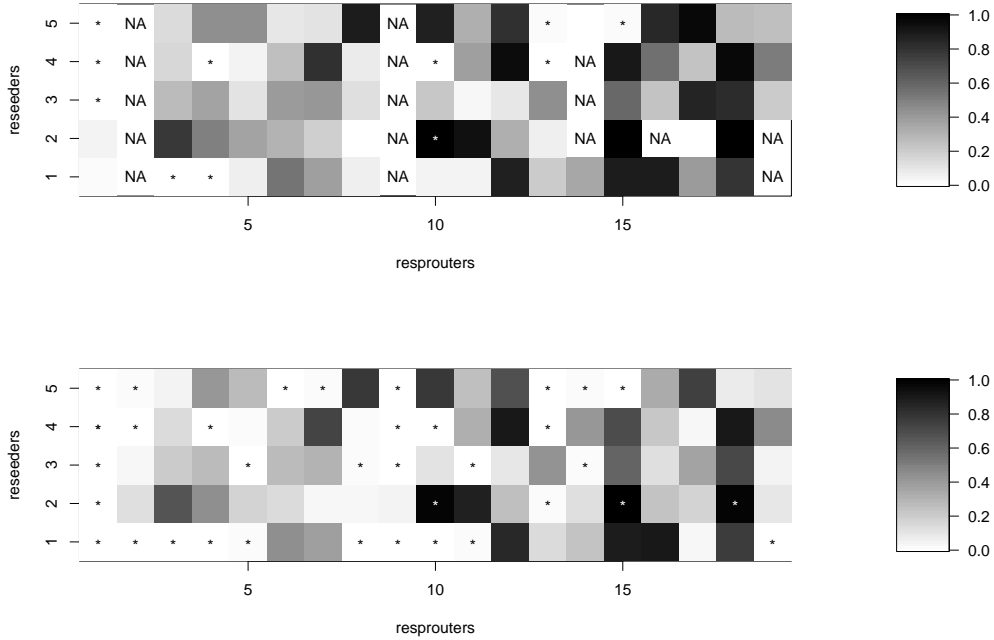 5 * NA NA * * 1.0
4 * NA * NA * * NA 0.8
3 * NA NA NA 0.6
2 NA NA * NA NA NA 0.4
1 NA * * NA NA 0.2
0.0
reseeders
5 10 15
resprouters
5 * * * * * * * * 1.0
4 * * * * * * 0.8
3 * * * * * * 0.6
2 * * * * * 0.4
1 * * * * * * * * * * 0.2
0.0
reseeders
5 10 15
resprouters